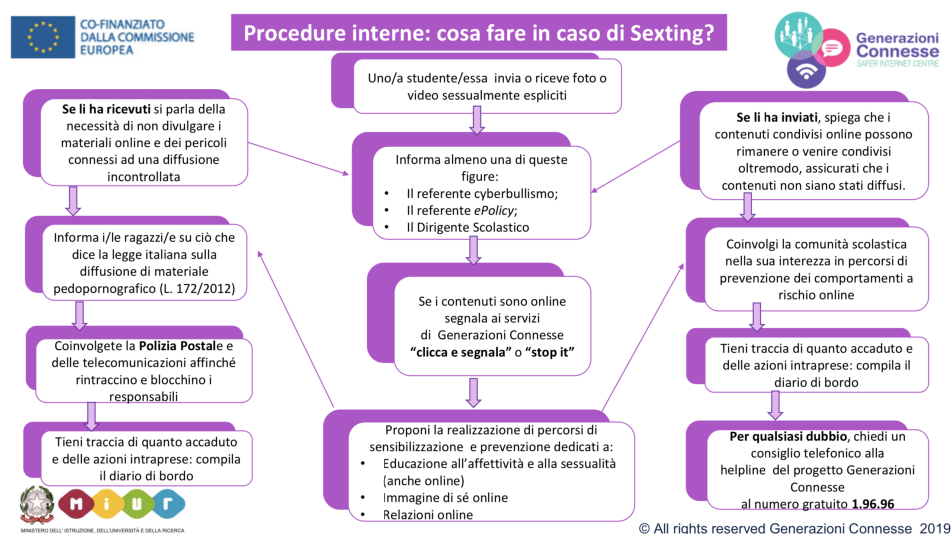 CO-FINANZIATO
DALLA COMMISSIONE
EUROPEA
Procedure interne: cosa fare in caso di Sexting?
Generazioni
Connesse
SAFER INTERNET CENTRE
Uno/a studente/essa invia o riceve foto o
video sessualmente espliciti
Se li ha ricevuti si parla della
necessità di non divulgare i
materiali online e dei pericoli
connessi ad una diffusione
incontrollata
Informa i/le ragazzi/e su ciò che
dice la legge italiana sulla
diffusione di materiale
pedopornografico (L. 172/2012)
Coinvolgete la Polizia Postale e
delle telecomunicazioni affinché
rintraccino e blocchino i
responsabili
Tieni traccia di quanto accaduto
e delle azioni intraprese: compila
il diario di bordo
Informa almeno una di queste
figure:
• Il referente cyberbullismo;
• Il referente ePolicy;
• Il Dirigente Scolastico
Se i contenuti sono online
segnala ai servizi
di Generazioni Connesse
“clicca e segnala” o “stop it”
Proponi la realizzazione di percorsi di
sensibilizzazione e prevenzione dedicati a:
• Educazione all’affettività e alla sessualità
(anche online)
• Immagine di sé online
• Relazioni online
Se li ha inviati, spiega che i
contenuti condivisi online possono
rimanere o venire condivisi
oltremodo, assicurati che i
contenuti non siano stati diffusi.
Coinvolgi la comunità scolastica
nella sua interezza in percorsi di
prevenzione dei comportamenti a
rischio online
Tieni traccia di quanto accaduto e
delle azioni intraprese: compila il
diario di bordo
Per qualsiasi dubbio, chiedi un
consiglio telefonico alla
helpline del progetto Generazioni
Connesse
al numero gratuito 1.96.96
miur
MINISTERO DELL' ISTRUZIONE, DELL'UNIVERSITÀ E DELLA RICERCA
© All rights reserved Generazioni Connesse 2019